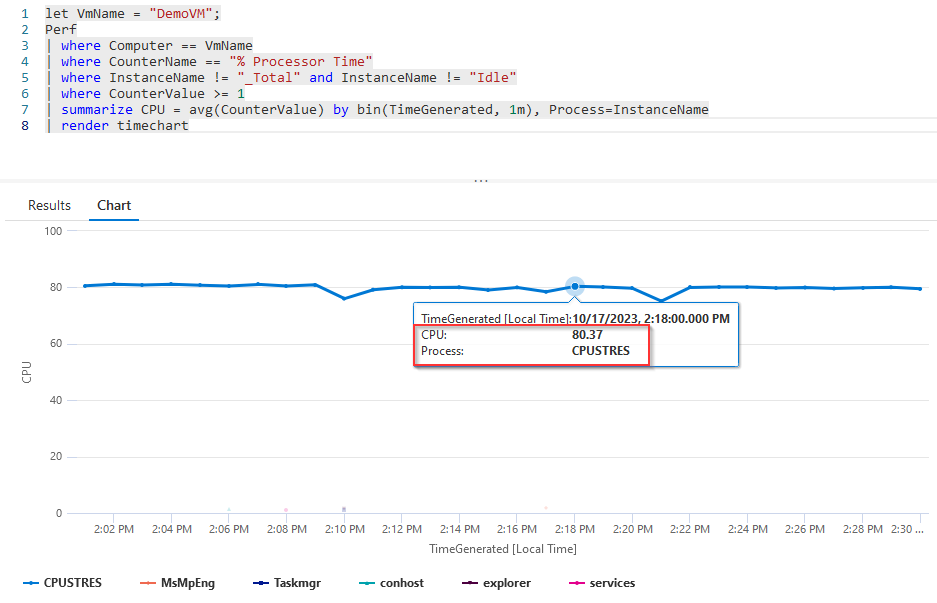 1 let VmName = "DemoVM";
2 Perf
3 | where Computer == VmName
4 | where CounterName == "% Processor Time"
5 | where InstanceName != "_Total" and InstanceName != "Idle"
6 | where CounterValue >= 1
7 | summarize CPU = avg(CounterValue) by bin(TimeGenerated, 1m), Process=InstanceName
8 | render timechart
...
Results Chart
100
80
60
40
20
0
CPU
TimeGenerated [Local Time]: 10/17/2023, 2:18:00.000 PM
CPU: 80.37
Process: CPUSTRES
2:02 PM 2:04 PM 2:06 PM 2:08 PM 2:10 PM 2:12 PM 2:14 PM 2:16 PM 2:18 PM 2:20 PM 2:22 PM 2:24 PM 2:26 PM 2:28 PM 2:30 ...
TimeGenerated [Local Time]
CPUSTRES MsMpEng Taskmgr conhost explorer services